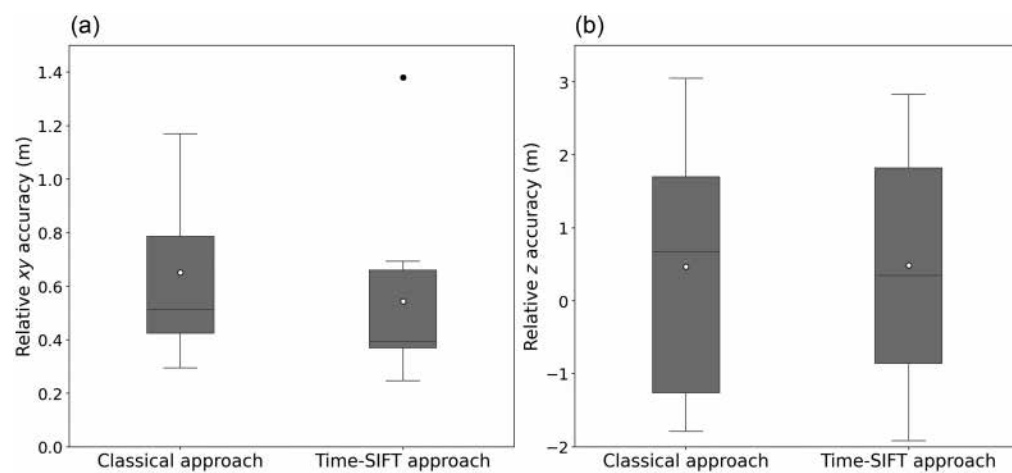 (a)
Relative xy accuracy (m)
1.4
1.2
1.0
0.8
0.6
0.4
0.2
0.0
Classical approach Time-SIFT approach
(b)
Relative z accuracy (m)
3
2
1
0
−1
−2
Classical approach Time-SIFT approach